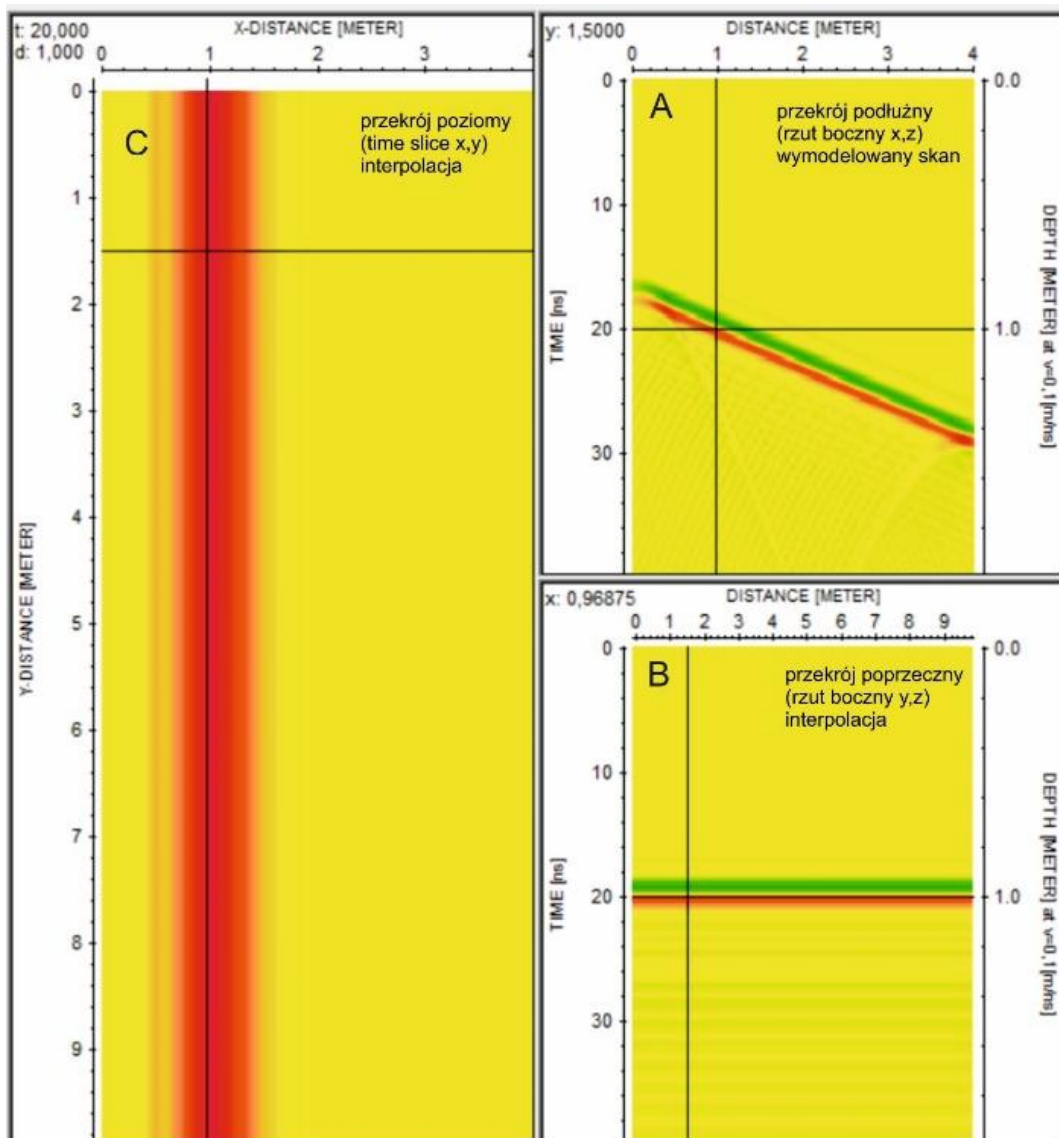 t: 20,000
d: 1,000
X-DISTANCE [METER]
0 1 2 3 4
C
przekrój poziomy
(time slice x,y)
interpolacja
Y-DISTANCE [METER]
0
1
2
3
4
5
6
7
8
9
y: 1,5000
DISTANCE [METER]
0 1 2 3 4
A
przekrój podłużny
(rzut boczny x,z)
wymodelowany skan
TIME [ns]
0
10
20
30
0.0
1.0
DEPTH [METER] at v=0,1[m/ns]
x: 0,96875
DISTANCE [METER]
0 1 2 3 4 5 6 7 8 9
B
przekrój poprzeczny
(rzut boczny y,z)
interpolacja
TIME [ns]
0
10
20
30
0.0
1.0
DEPTH [METER] at v=0,1[m/ns]